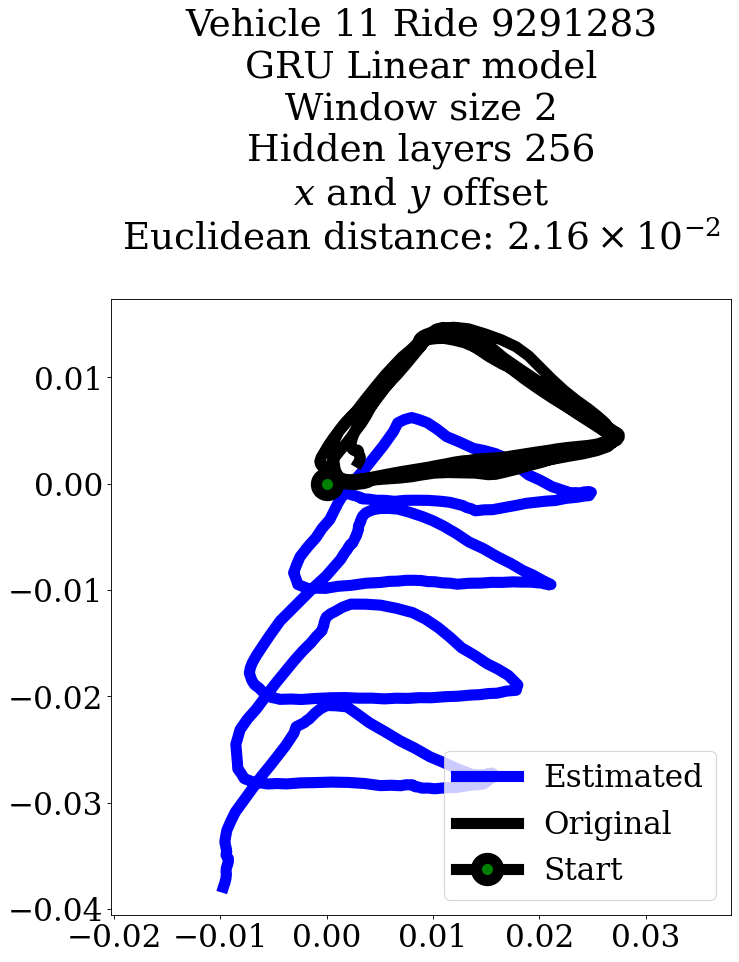 Vehicle 11 Ride 9291283
GRU Linear model
Window size 2
Hidden layers 256
x and y offset
Euclidean distance: 2.16 × 10⁻²
0.01
0.00
−0.01
−0.02
−0.03
−0.04
Estimated
Original
Start
−0.02 −0.01 0.00 0.01 0.02 0.03